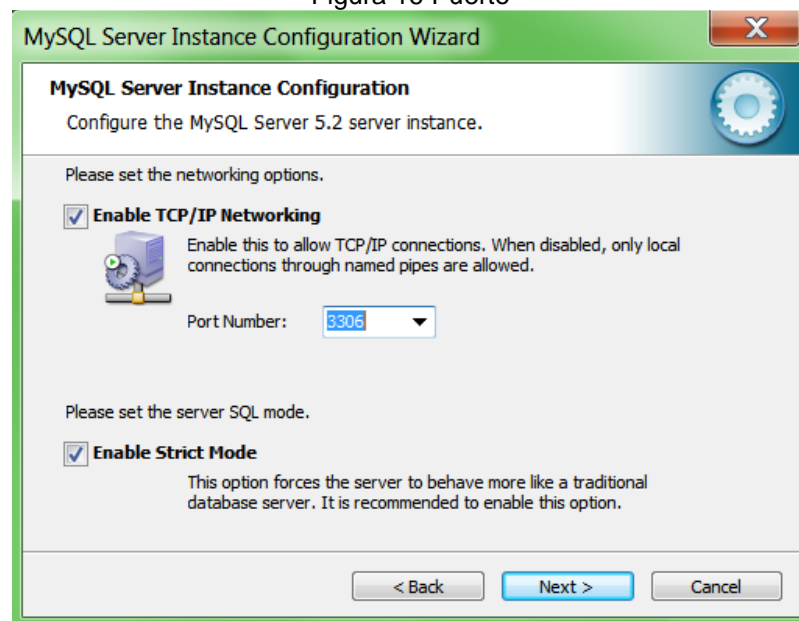 MySQL Server Instance Configuration Wizard
MySQL Server Instance Configuration
Configure the MySQL Server 5.2 server instance.
Please set the networking options.
Enable TCP/IP Networking
Enable this to allow TCP/IP connections. When disabled, only local
connections through named pipes are allowed.
Port Number: 3306
Please set the server SQL mode.
Enable Strict Mode
This option forces the server to behave more like a traditional
database server. It is recommended to enable this option.
< Back Next > Cancel